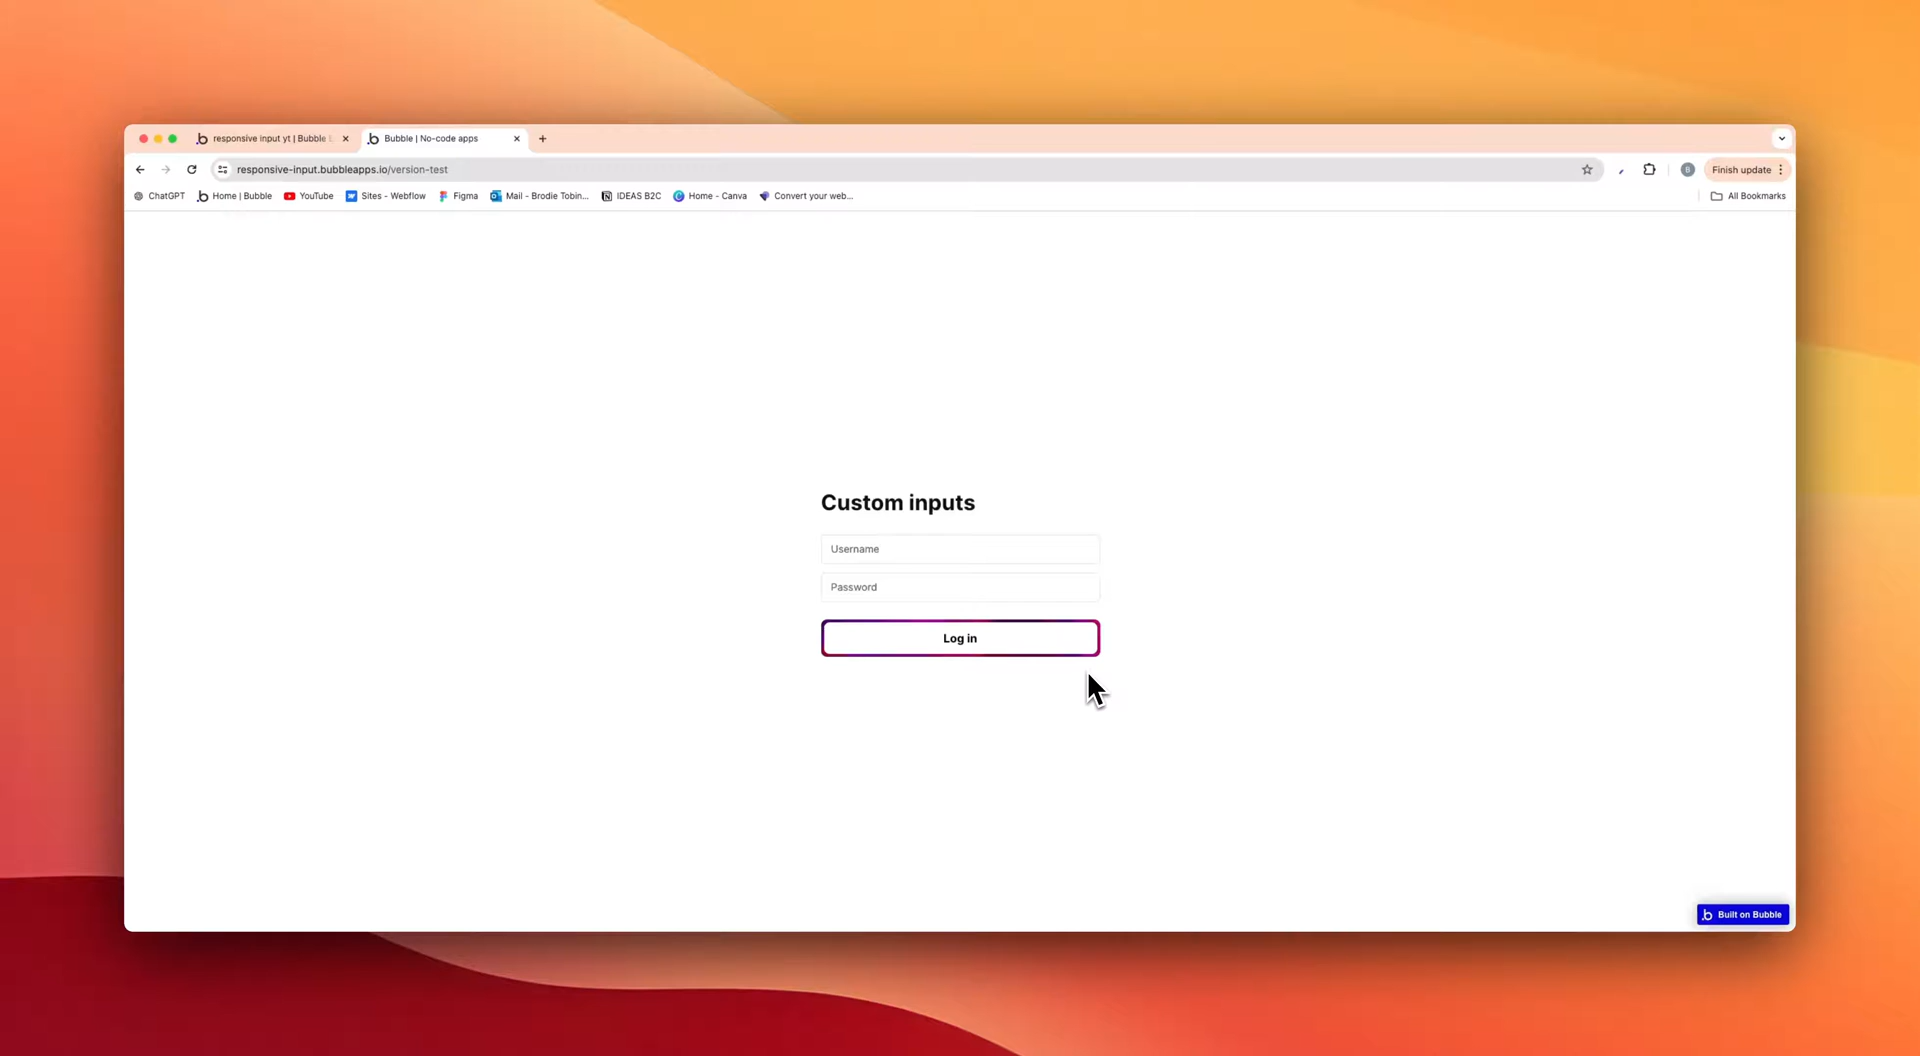 responsive input yt | Bubble
Bubble | No-code apps
responsive-input.bubbleapps.io/version-test
B
Finish update
ChatGPT
Home | Bubble
YouTube
Sites - Webflow
Figma
Mail - Brodie Tobin...
IDEAS B2C
Home - Canva
Convert your web...
All Bookmarks
Custom inputs
Username
Password
Log in
Built on Bubble